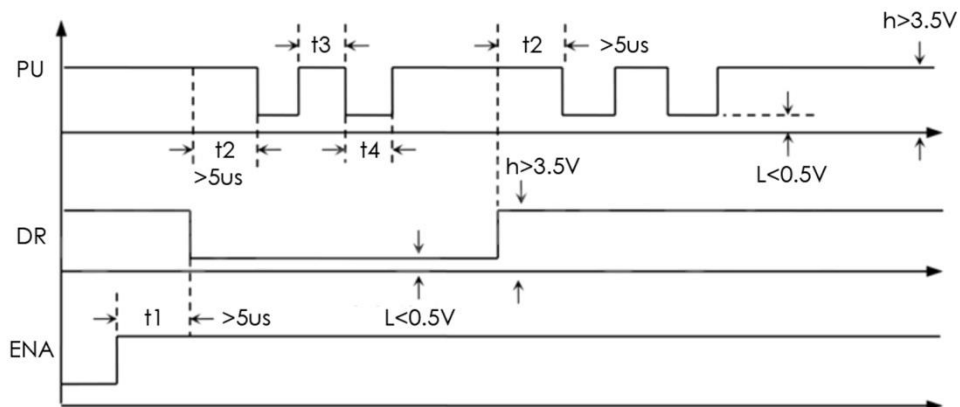 h>3.5V
t3
t2
>5us
PU
t2
t4
>5us
h>3.5V
L<0.5V
DR
t1
>5us
L<0.5V
ENA